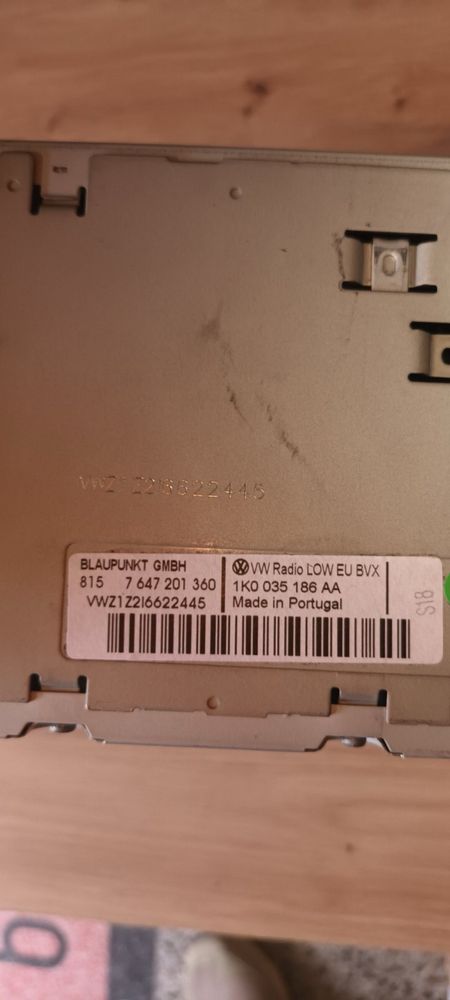 VWZ1Z2I6622445
BLAUPUNKT GMBH
815 7 647 201 360
VWZ1Z2I6622445
VW Radio LOW EU BVX
1K0 035 186 AA
Made in Portugal
S18